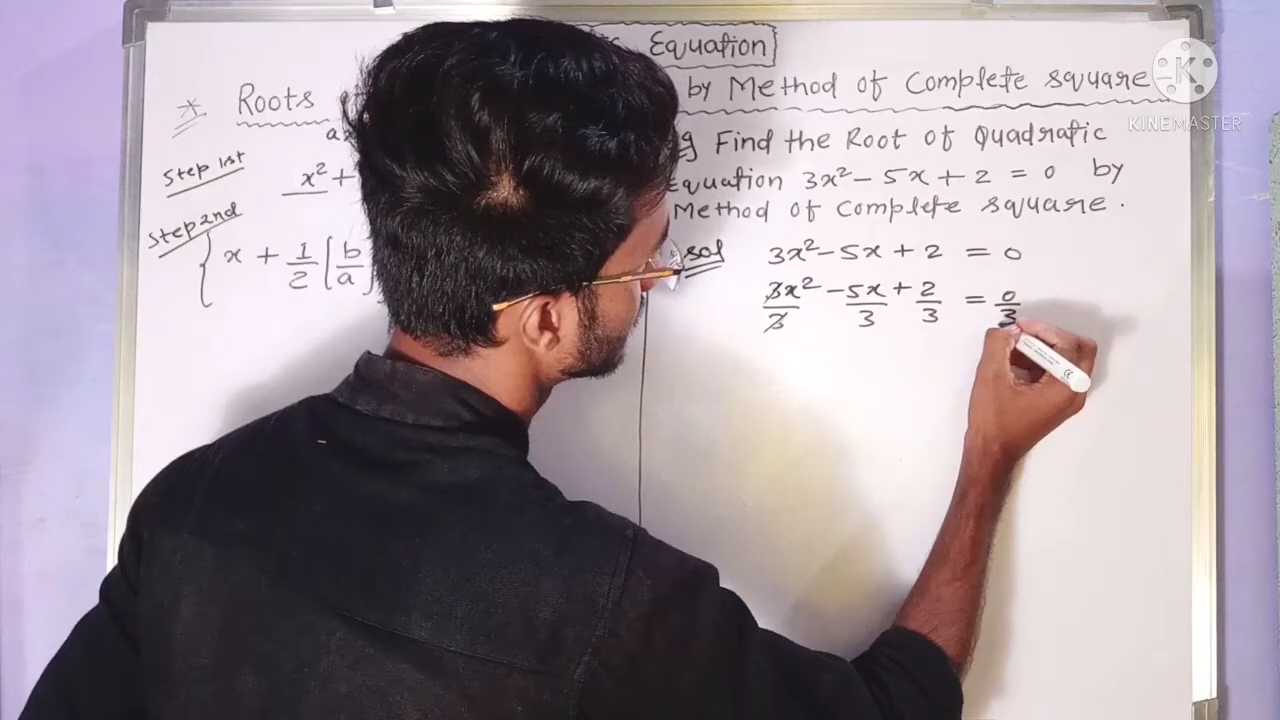 Equation
* Roots by Method of Complete square
Step 1st
x² +
Step 2nd
{ x + 1/2 [ b/a
Find the Root of Quadratic
Equation 3x² - 5x + 2 = 0 by
Method of Complete square.
sol 3x² - 5x + 2 = 0
3x²/3 - 5x/3 + 2/3 = 0/3
K
KINEMASTER